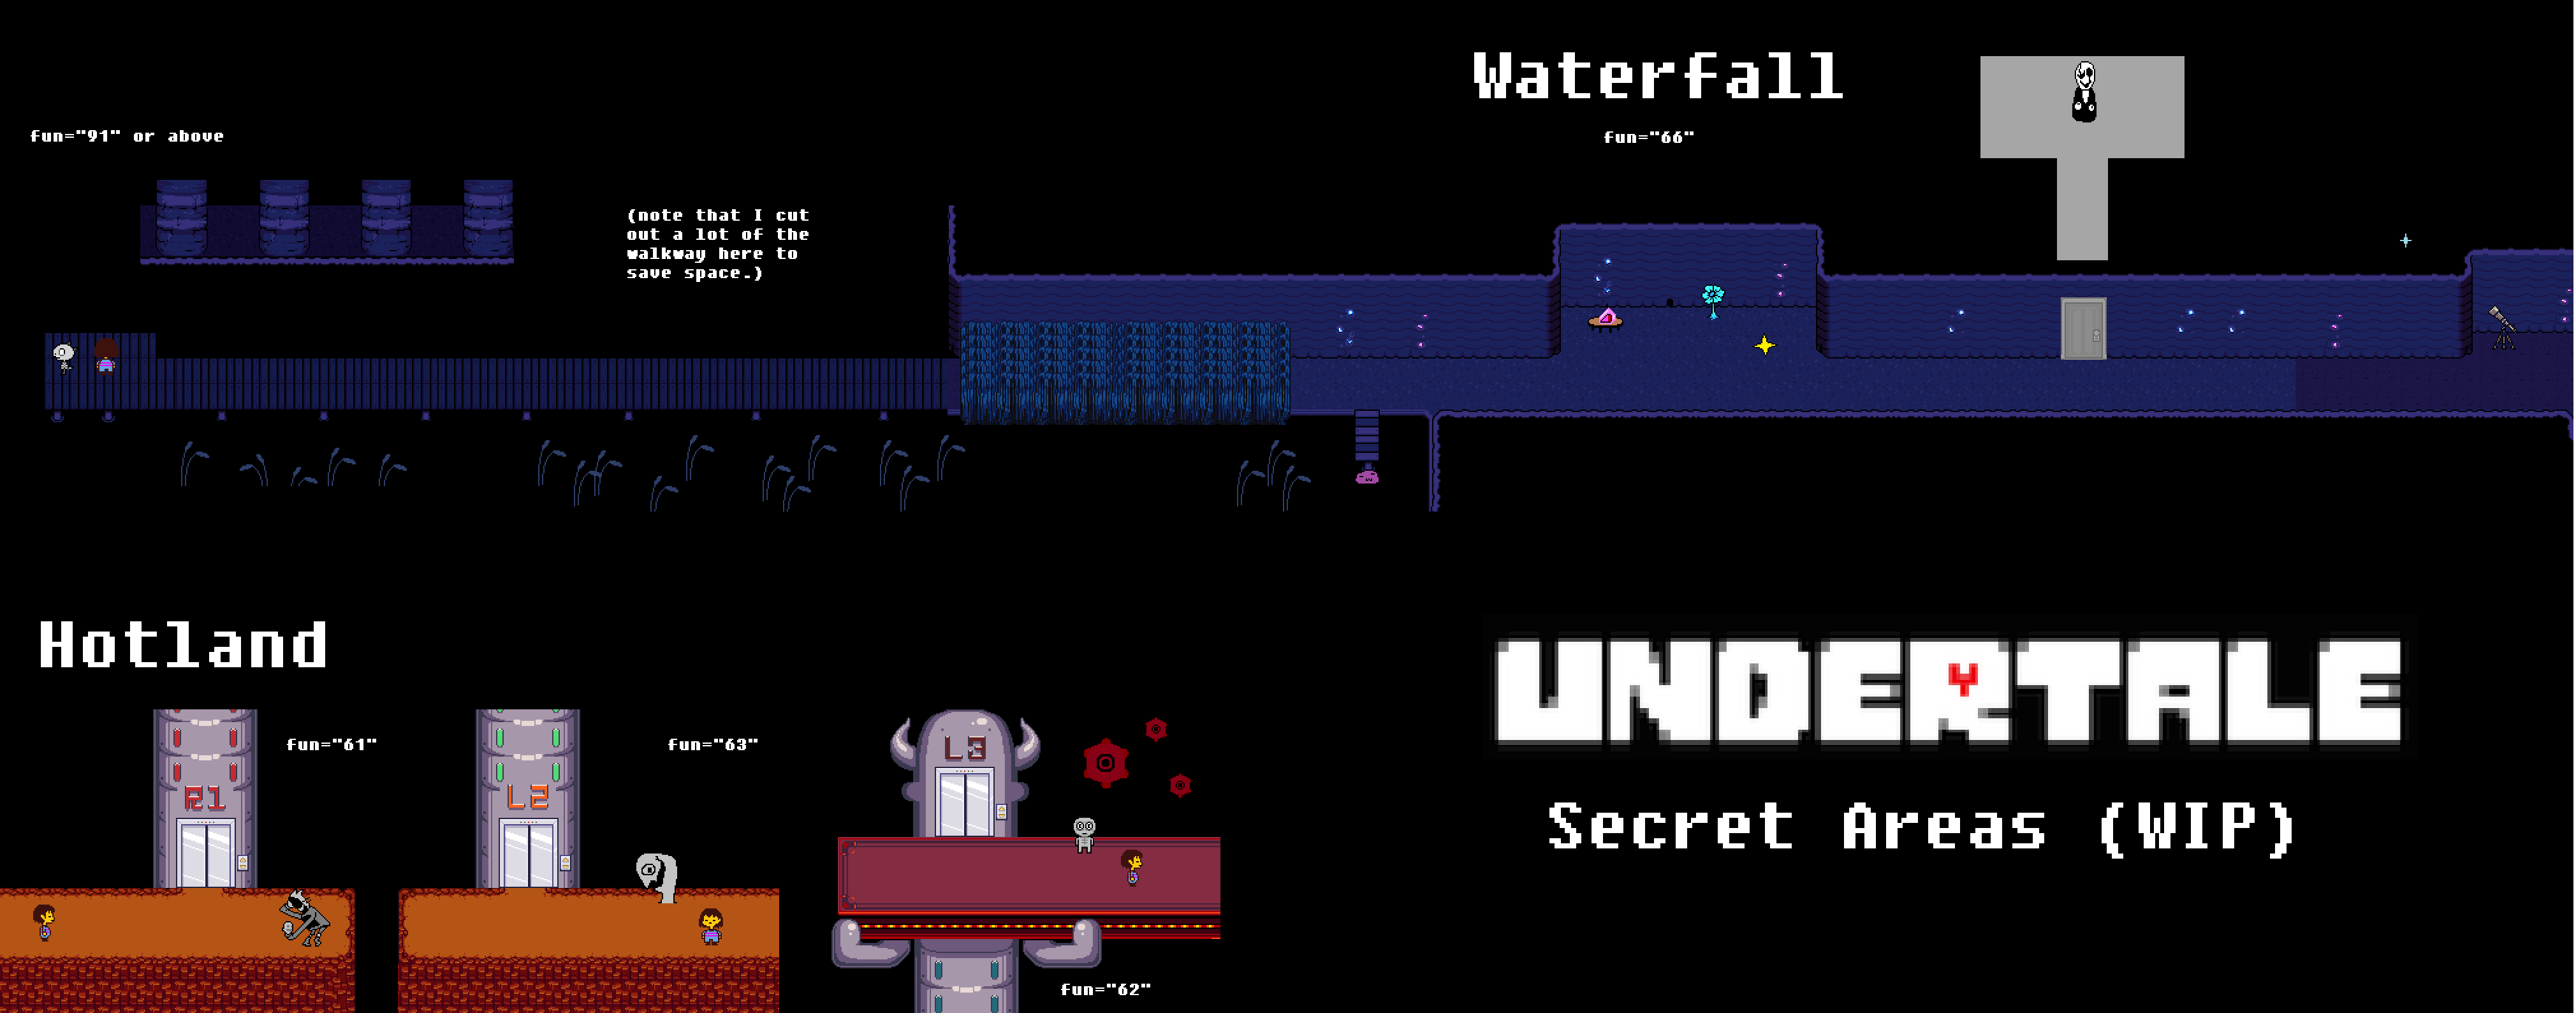 Waterfall
fun="91" or above
fun="66"
(note that I cut
out a lot of the
walkway here to
save space.)
Hotland
fun="61"
fun="63"
R1
L2
L3
fun="62"
UNDERTALE
Secret Areas (WIP)